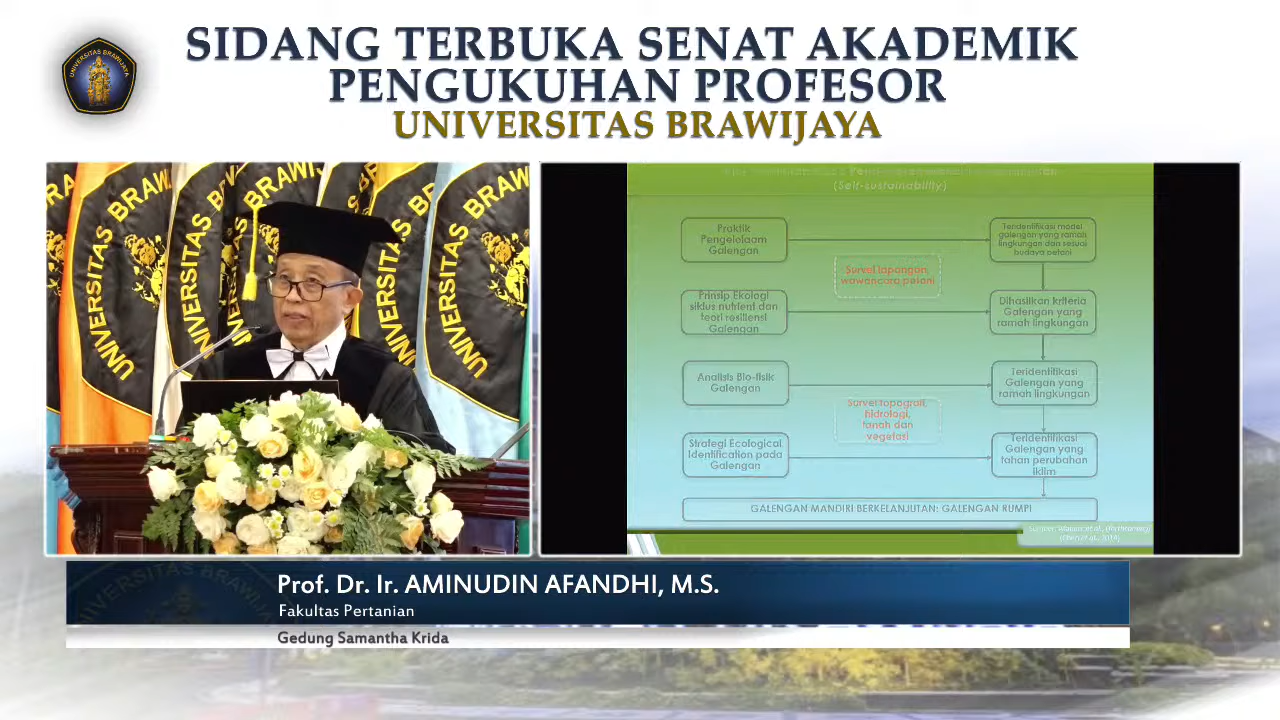 SIDANG TERBUKA SENAT AKADEMIK
PENGUKUHAN PROFESOR
UNIVERSITAS BRAWIJAYA
UNIVERSITAS BRAWIJAYA
UNIVERSITAS BRAW
UNIVERSITAS BRAWI
(Self-sustainability)
Praktik
Pengelolaam
Galengan
Teridentifikasi model
galengan yang ramah
lingkungan dan sesuai
budaya petani
Survei lapangan,
wawancara petani
Prinsip Ekologi
siklus nutrient dan
teori resiliensi
Galengan
Dihasilkan kriteria
Galengan yang
ramah lingkungan
Analisis Bio-fisik
Galengan
Teridentifikasi
Galengan yang
ramah lingkungan
Survei topografi,
hidrologi,
tanah dan
vegetasi
Strategi Ecological
Identification pada
Galengan
Teridentifikasi
Galengan yang
tahan perubahan
iklim
GALENGAN MANDIRI BERKELANJUTAN: GALENGAN RUMPI
Prof. Dr. Ir. AMINUDIN AFANDHI, M.S.
Fakultas Pertanian
Gedung Samantha Krida